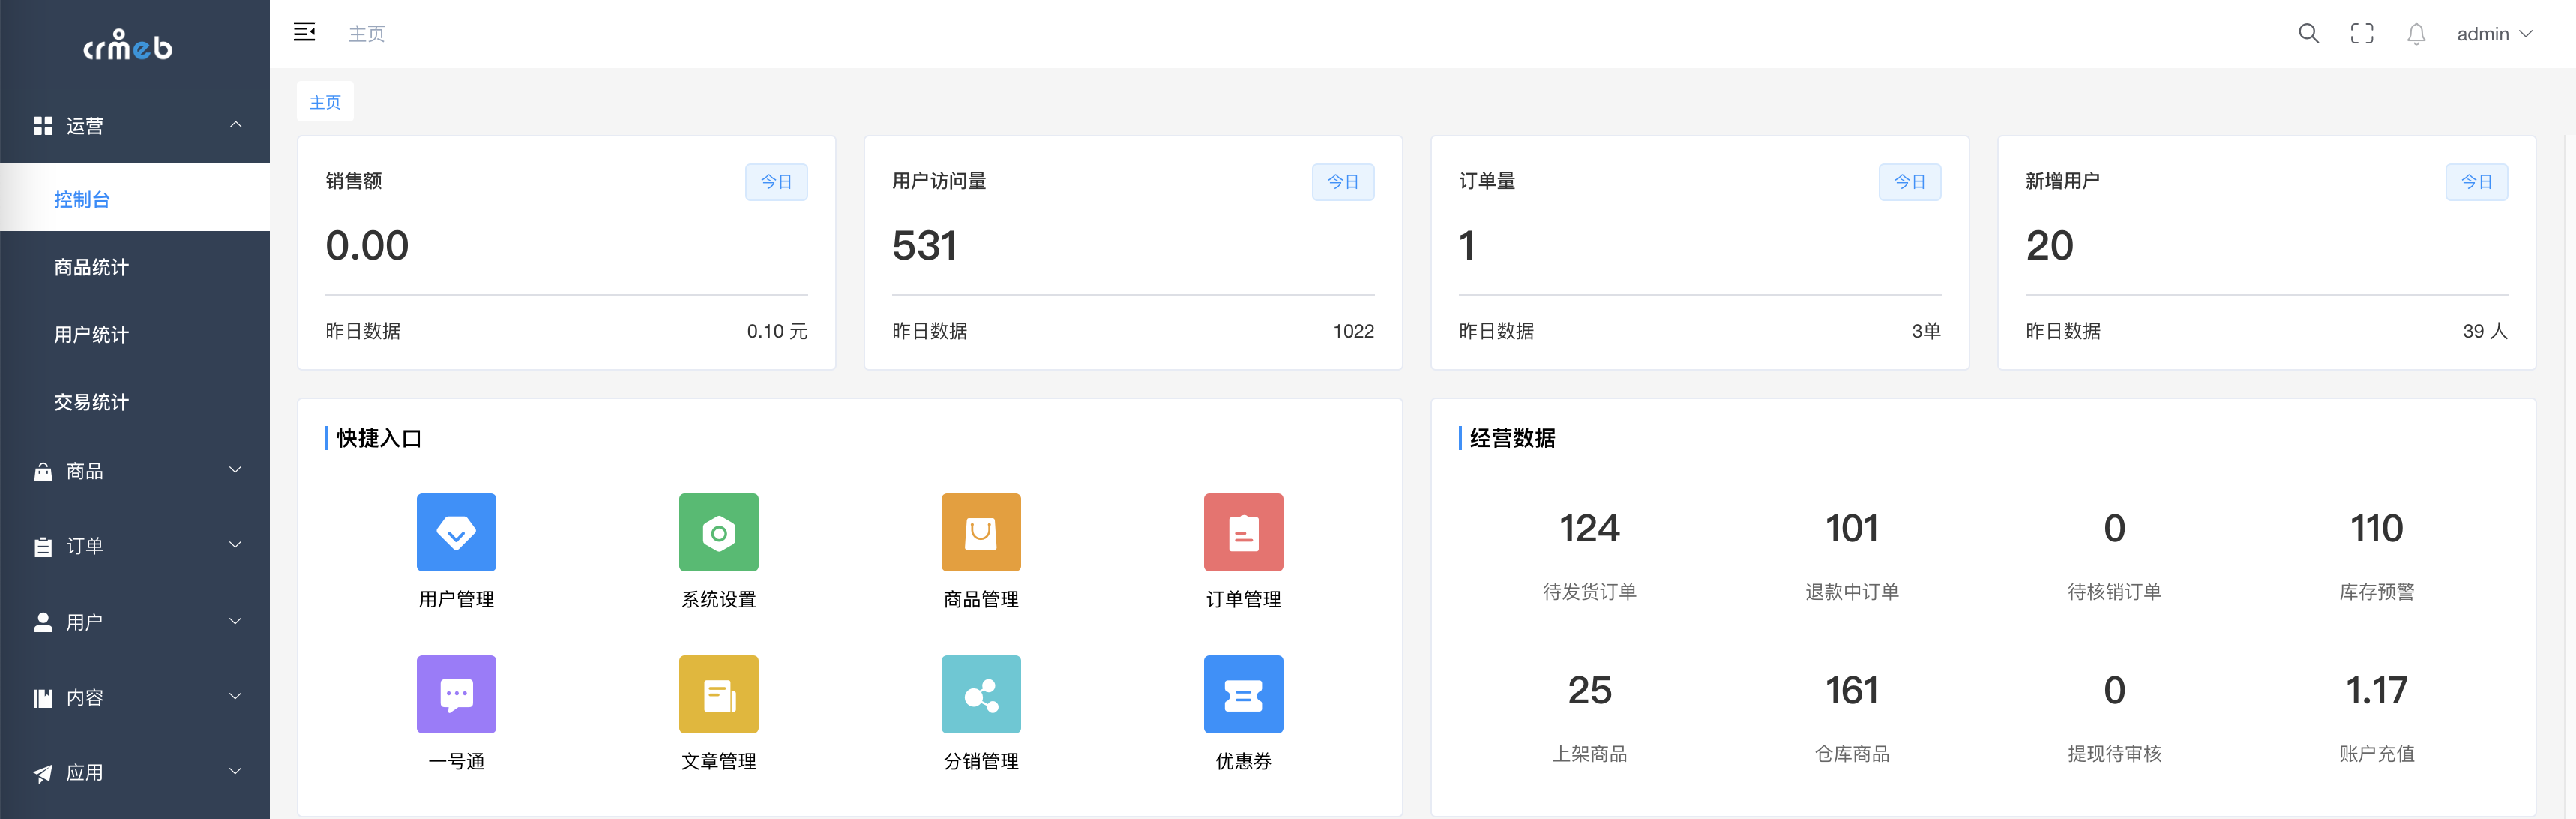 crmeb
主页
admin
主页
运营
控制台
商品统计
用户统计
交易统计
商品
订单
用户
内容
应用
销售额 今日
0.00
昨日数据 0.10 元
用户访问量 今日
531
昨日数据 1022
订单量 今日
1
昨日数据 3单
新增用户 今日
20
昨日数据 39 人
快捷入口
用户管理 系统设置 商品管理 订单管理
一号通 文章管理 分销管理 优惠券
经营数据
124 101 0 110
待发货订单 退款中订单 待核销订单 库存预警
25 161 0 1.17
上架商品 仓库商品 提现待审核 账户充值